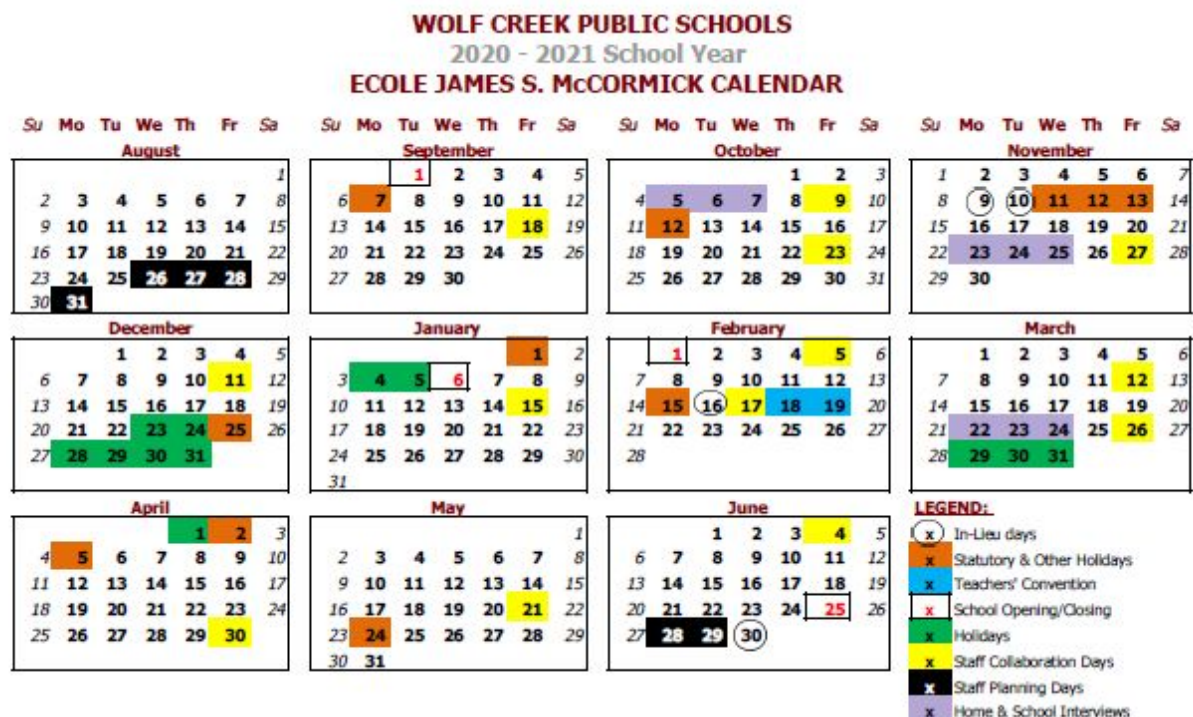 WOLF CREEK PUBLIC SCHOOLS
2020 - 2021 School Year
ECOLE JAMES S. McCORMICK CALENDAR
Su Mo Tu We Th Fr Sa Su Mo Tu We Th Fr Sa Su Mo Tu We Th Fr Sa Su Mo Tu We Th Fr Sa
August
1
2 3 4 5 6 7 8
9 10 11 12 13 14 15
16 17 18 19 20 21 22
23 24 25 26 27 28 29
30 31
September
1 2 3 4 5
6 7 8 9 10 11 12
13 14 15 16 17 18 19
20 21 22 23 24 25 26
27 28 29 30
October
1 2 3
4 5 6 7 8 9 10
11 12 13 14 15 16 17
18 19 20 21 22 23 24
25 26 27 28 29 30 31
November
1 2 3 4 5 6 7
8 9 10 11 12 13 14
15 16 17 18 19 20 21
22 23 24 25 26 27 28
29 30
December
1 2 3 4 5
6 7 8 9 10 11 12
13 14 15 16 17 18 19
20 21 22 23 24 25 26
27 28 29 30 31
January
1 2
3 4 5 6 7 8 9
10 11 12 13 14 15 16
17 18 19 20 21 22 23
24 25 26 27 28 29 30
31
February
1 2 3 4 5 6
7 8 9 10 11 12 13
14 15 16 17 18 19 20
21 22 23 24 25 26 27
28
March
1 2 3 4 5 6
7 8 9 10 11 12 13
14 15 16 17 18 19 20
21 22 23 24 25 26 27
28 29 30 31
April
1 2 3
4 5 6 7 8 9 10
11 12 13 14 15 16 17
18 19 20 21 22 23 24
25 26 27 28 29 30
May
1
2 3 4 5 6 7 8
9 10 11 12 13 14 15
16 17 18 19 20 21 22
23 24 25 26 27 28 29
30 31
June
1 2 3 4 5
6 7 8 9 10 11 12
13 14 15 16 17 18 19
20 21 22 23 24 25 26
27 28 29 30
LEGEND:
x In-Lieu days
x Statutory & Other Holidays
x Teachers' Convention
x School Opening/Closing
x Holidays
x Staff Collaboration Days
x Staff Planning Days
x Home & School Interviews